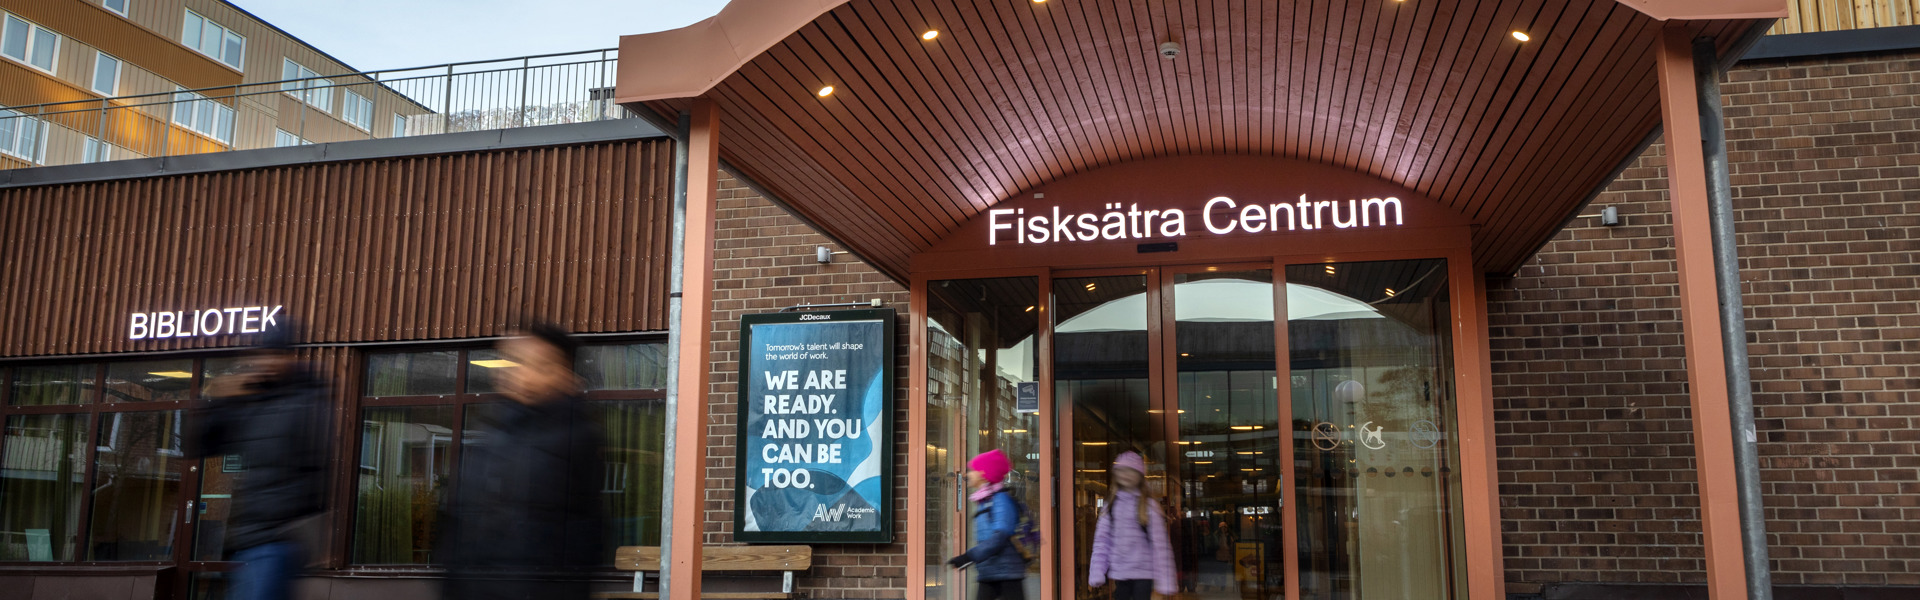 BIBLIOTEK
JCDecaux
Tomorrow's talent will shape
the world of work.
WE ARE
READY.
AND YOU
CAN BE
TOO.
AW Academic
Work
Fisksätra Centrum